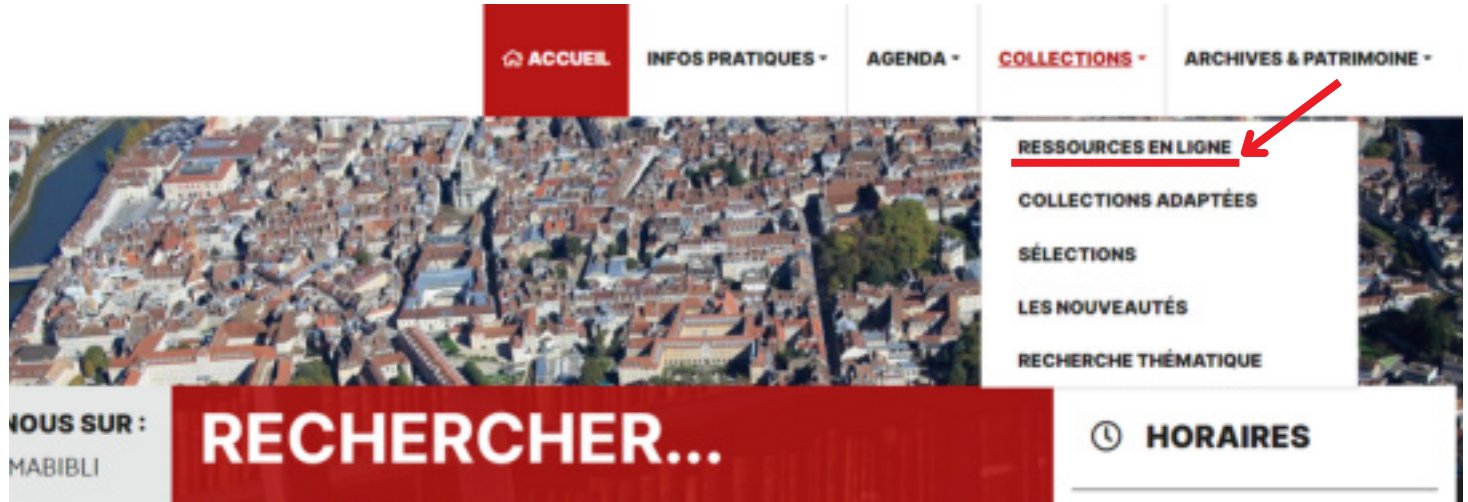 ACCUEIL INFOS PRATIQUES AGENDA COLLECTIONS ARCHIVES & PATRIMOINE
RESSOURCES EN LIGNE
COLLECTIONS ADAPTÉES
SÉLECTIONS
LES NOUVEAUTÉS
RECHERCHE THÉMATIQUE
NOUS SUR :
MABIBLI
RECHERCHER...
HORAIRES